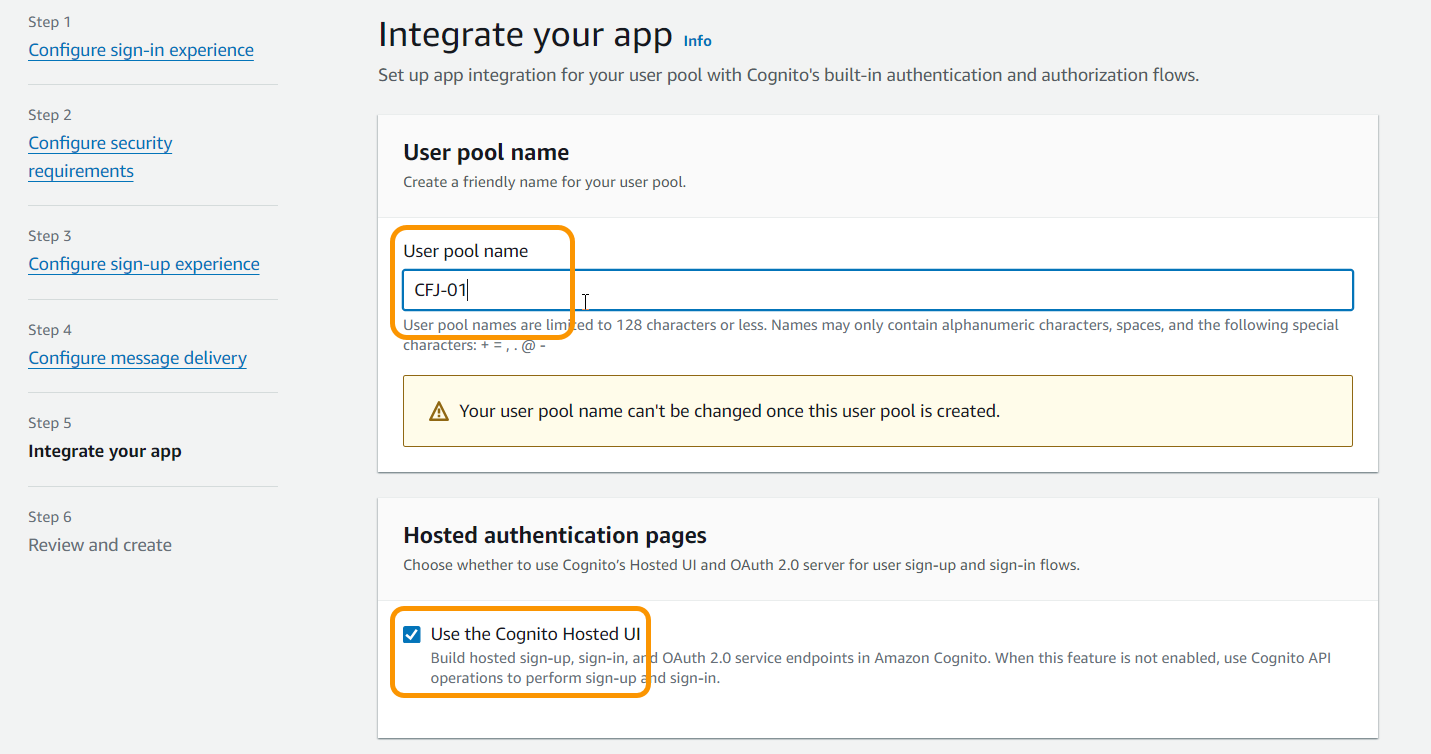 Step 1
Configure sign-in experience
Step 2
Configure security
requirements
Step 3
Configure sign-up experience
Step 4
Configure message delivery
Step 5
Integrate your app
Step 6
Review and create
Integrate your app Info
Set up app integration for your user pool with Cognito's built-in authentication and authorization flows.
User pool name
Create a friendly name for your user pool.
User pool name
CFJ-01
User pool names are limited to 128 characters or less. Names may only contain alphanumeric characters, spaces, and the following special
characters: + = , . @ -
Your user pool name can't be changed once this user pool is created.
Hosted authentication pages
Choose whether to use Cognito's Hosted UI and OAuth 2.0 server for user sign-up and sign-in flows.
Use the Cognito Hosted UI
Build hosted sign-up, sign-in, and OAuth 2.0 service endpoints in Amazon Cognito. When this feature is not enabled, use Cognito API
operations to perform sign-up and sign-in.